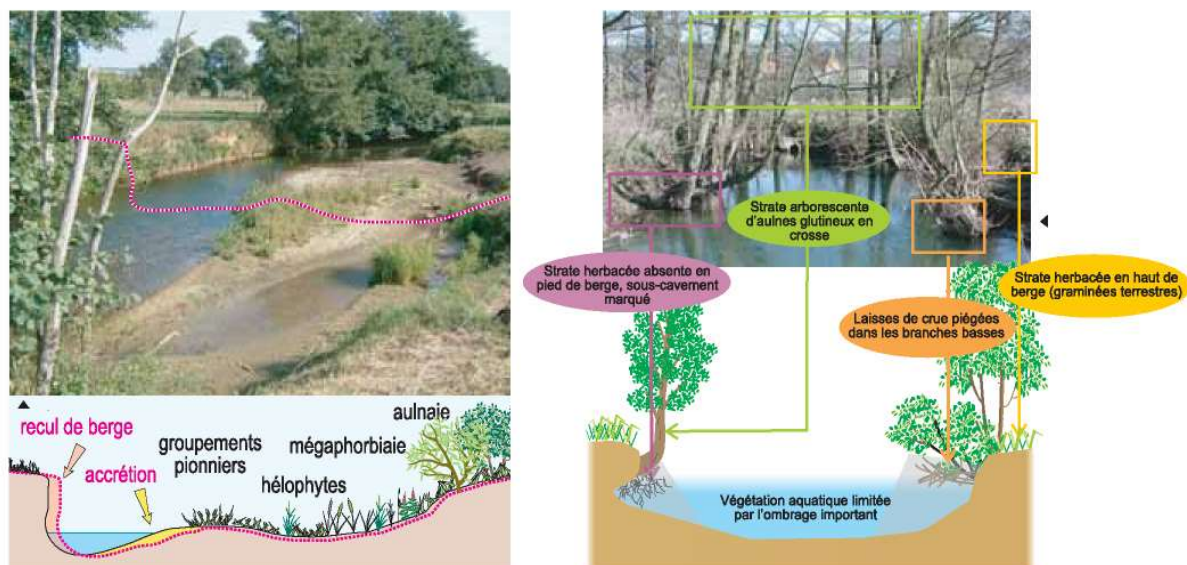 recul de berge
accrétion
groupements
pionniers
hélophytes
mégaphorbiaie
aulnaie
Strate arborescente
d'aulnes glutineux en
crosse
Strate herbacée absente en
pied de berge, sous-cavement
marqué
Strate herbacée en haut de
berge (graminées terrestres)
Laisses de crue piégées
dans les branches basses
Végétation aquatique limitée
par l'ombrage important